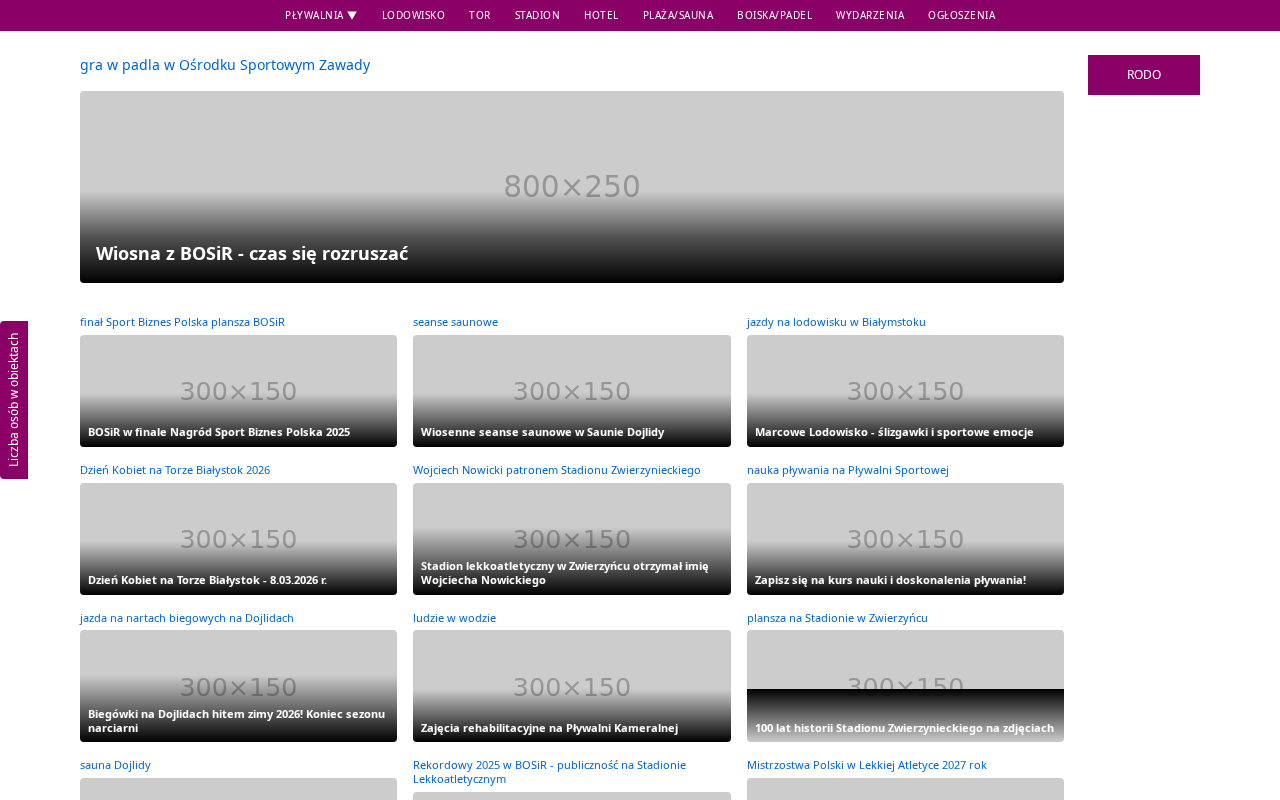 PŁYWALNIA ▼ LODOWISKO TOR STADION HOTEL PLAŻA/SAUNA BOISKA/PADEL WYDARZENIA OGŁOSZENIA
gra w padla w Ośrodku Sportowym Zawady
RODO
800×250
Wiosna z BOSiR - czas się rozruszać
Liczba osób w obiektach
finał Sport Biznes Polska plansza BOSiR
300×150
BOSiR w finale Nagród Sport Biznes Polska 2025
seanse saunowe
300×150
Wiosenne seanse saunowe w Saunie Dojlidy
jazdy na lodowisku w Białymstoku
300×150
Marcowe Lodowisko - ślizgawki i sportowe emocje
Dzień Kobiet na Torze Białystok 2026
300×150
Dzień Kobiet na Torze Białystok - 8.03.2026 r.
Wojciech Nowicki patronem Stadionu Zwierzynieckiego
300×150
Stadion lekkoatletyczny w Zwierzyńcu otrzymał imię
Wojciecha Nowickiego
nauka pływania na Pływalni Sportowej
300×150
Zapisz się na kurs nauki i doskonalenia pływania!
jazda na nartach biegowych na Dojlidach
300×150
Biegówki na Dojlidach hitem zimy 2026! Koniec sezonu
narciarni
ludzie w wodzie
300×150
Zajęcia rehabilitacyjne na Pływalni Kameralnej
plansza na Stadionie w Zwierzyńcu
300×150
100 lat historii Stadionu Zwierzynieckiego na zdjęciach
sauna Dojlidy
Rekordowy 2025 w BOSiR - publiczność na Stadionie
Lekkoatletycznym
Mistrzostwa Polski w Lekkiej Atletyce 2027 rok